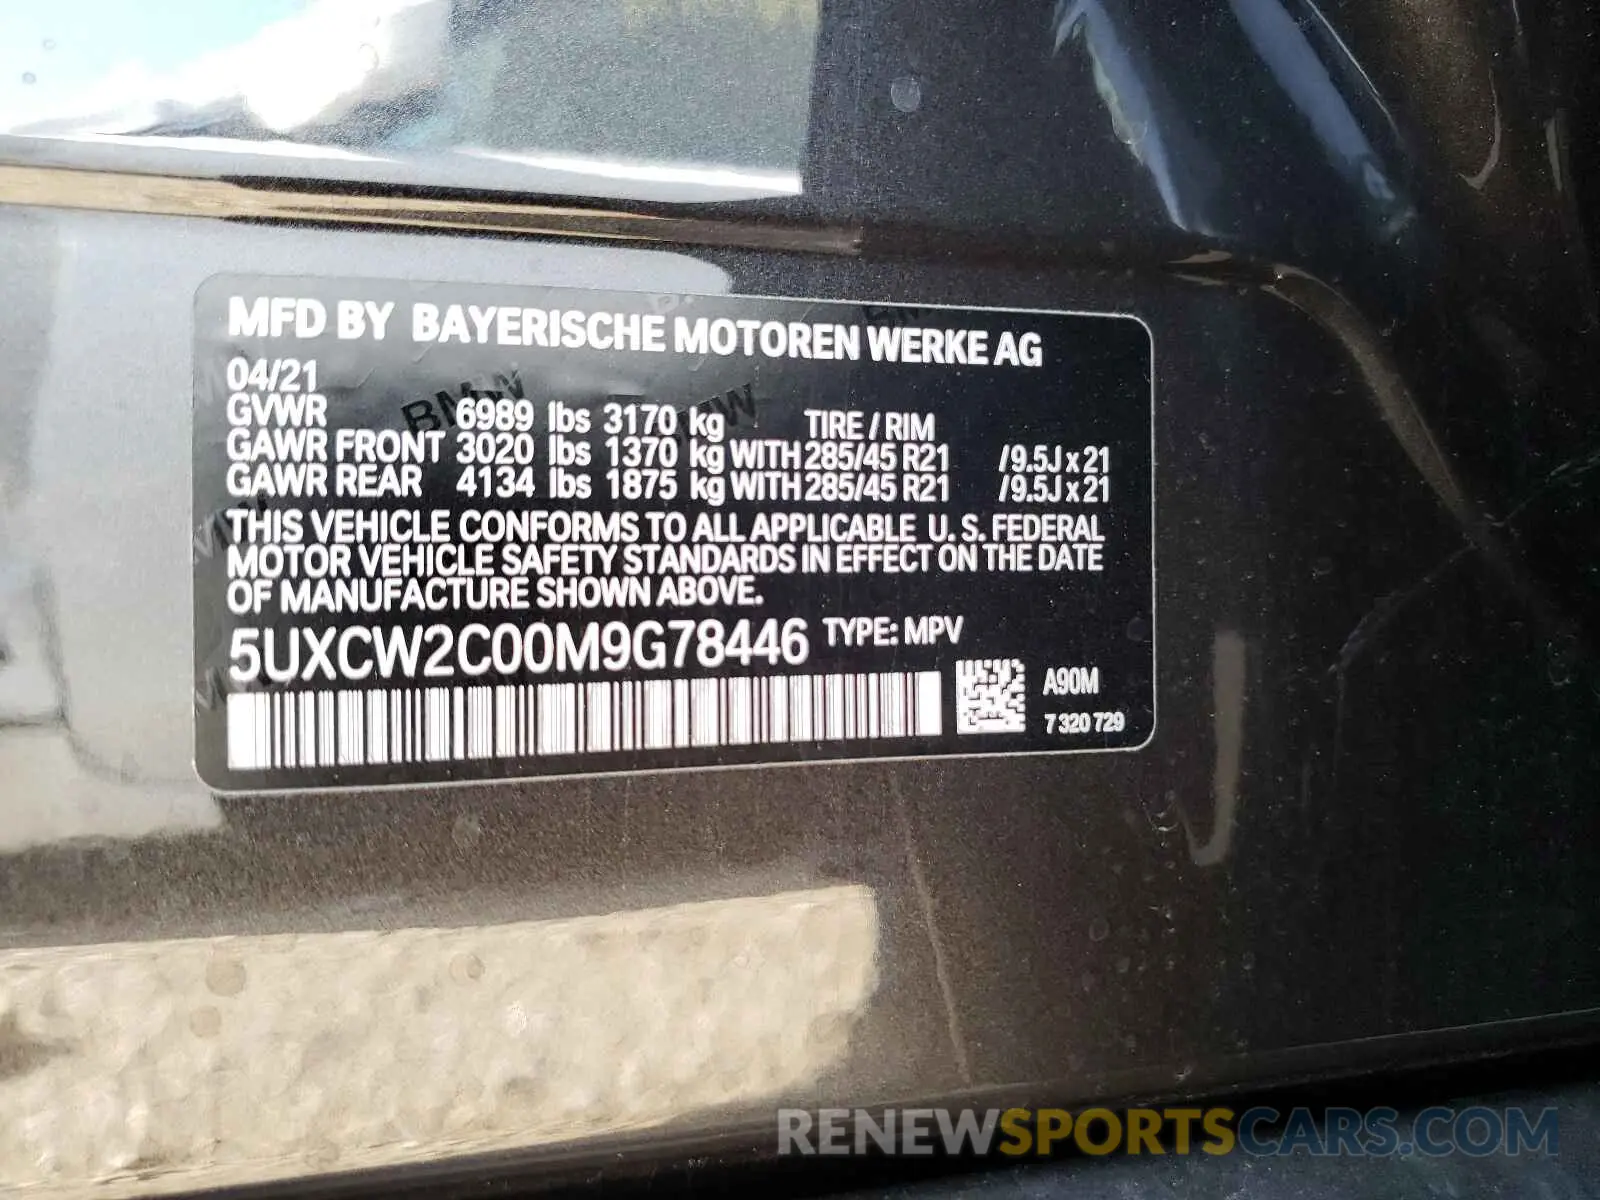 MFD BY BAYERISCHE MOTOREN WERKE AG
04/21
GVWR 6989 lbs 3170 kg TIRE / RIM
GAWR FRONT 3020 lbs 1370 kg WITH 285/45 R21 /9.5J x 21
GAWR REAR 4134 lbs 1875 kg WITH 285/45 R21 /9.5J x 21
THIS VEHICLE CONFORMS TO ALL APPLICABLE U. S. FEDERAL
MOTOR VEHICLE SAFETY STANDARDS IN EFFECT ON THE DATE
OF MANUFACTURE SHOWN ABOVE.
5UXCW2C00M9G78446 TYPE: MPV
A90M
7 320 729
BMW
RENEWSPORTSCARS.COM